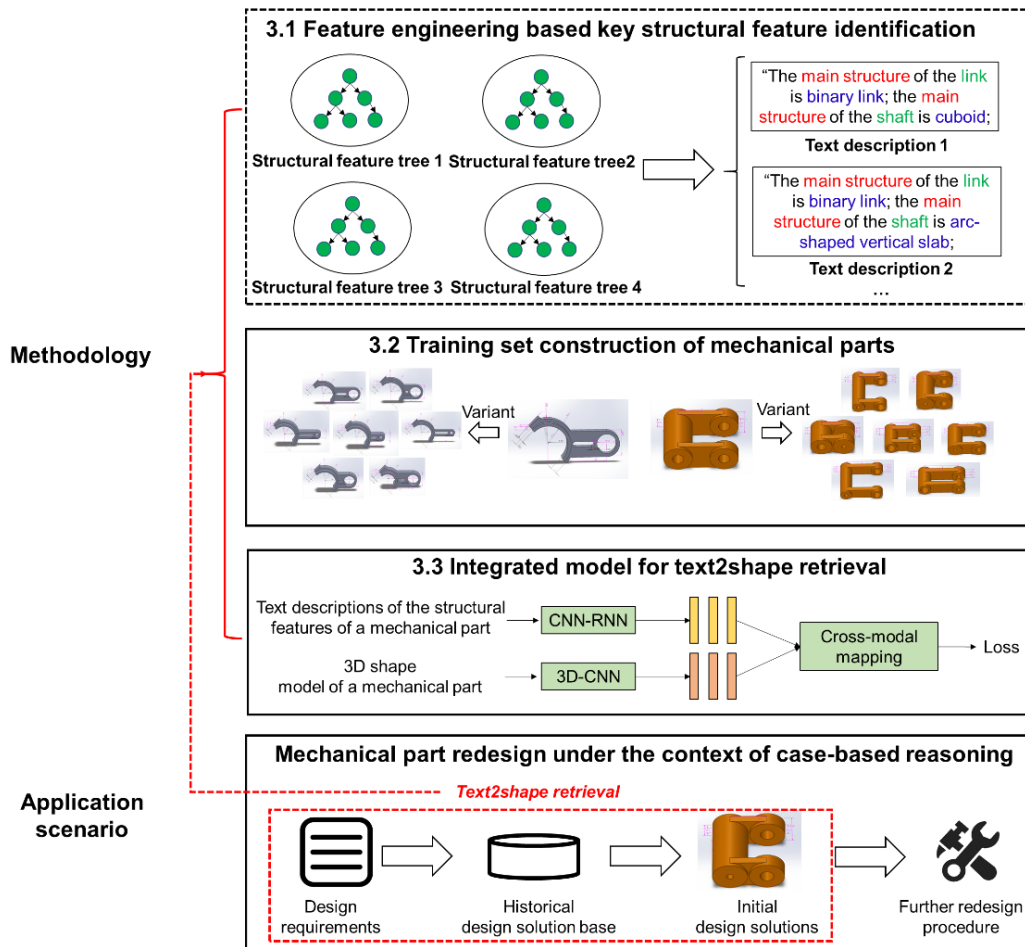 3.1 Feature engineering based key structural feature identification
Structural feature tree 1
Structural feature tree2
Structural feature tree 3
Structural feature tree 4
“The main structure of the link
is binary link; the main
structure of the shaft is cuboid;
Text description 1
“The main structure of the link
is binary link; the main
structure of the shaft is arc-
shaped vertical slab;
Text description 2
...
Methodology
3.2 Training set construction of mechanical parts
Variant
Variant
3.3 Integrated model for text2shape retrieval
Text descriptions of the structural
features of a mechanical part
CNN-RNN
3D shape
model of a mechanical part
3D-CNN
Cross-modal
mapping
Loss
Application
scenario
Mechanical part redesign under the context of case-based reasoning
Text2shape retrieval
Design
requirements
Historical
design solution base
Initial
design solutions
Further redesign
procedure